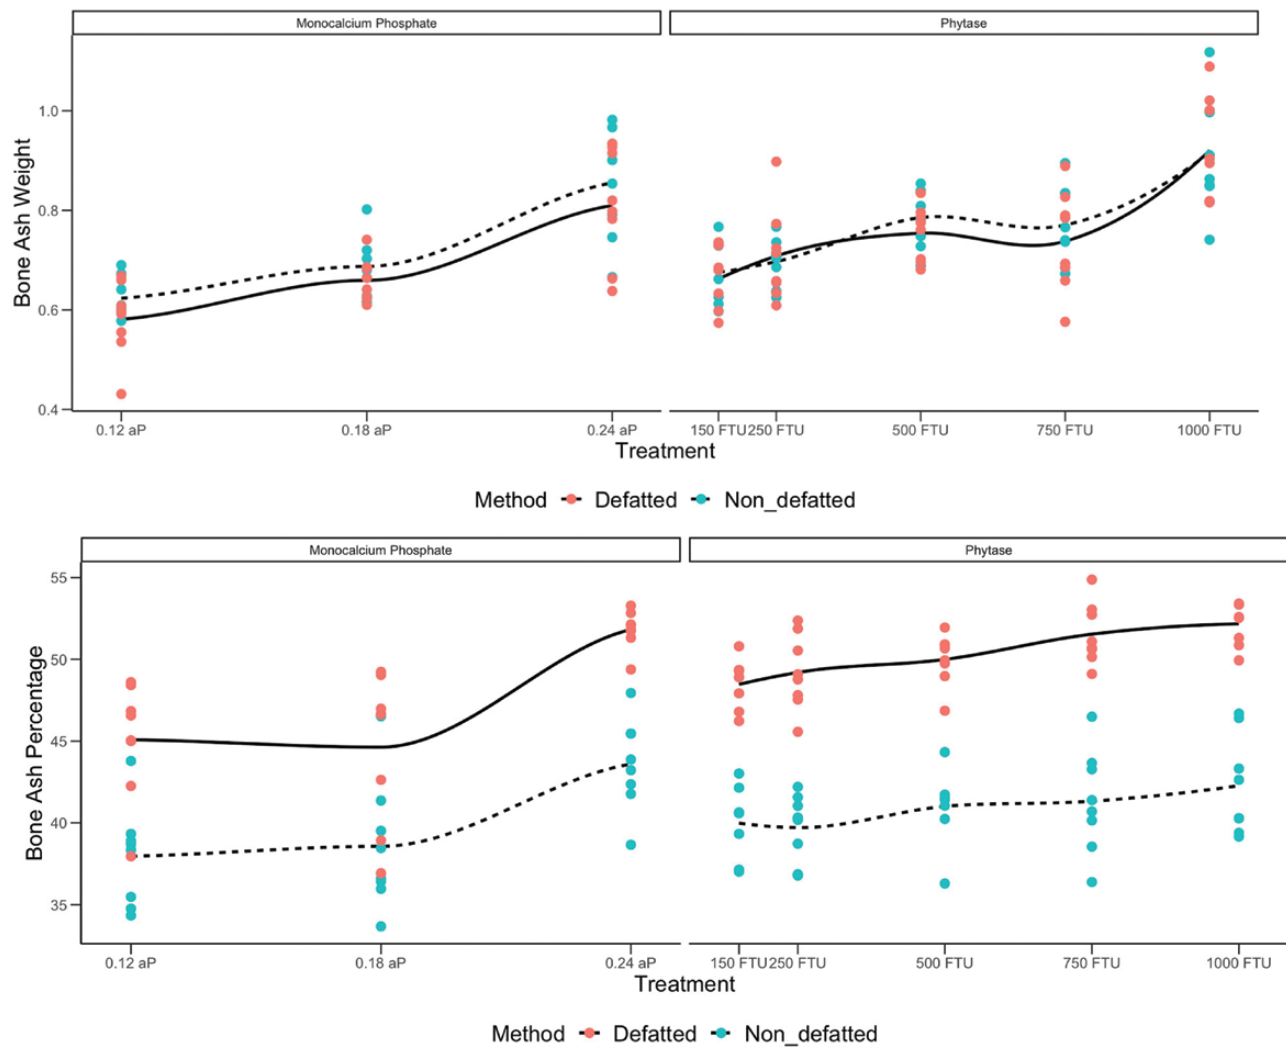 Monocalcium Phosphate Phytase
Bone Ash Weight
1.0
0.8
0.6
0.4
0.12 aP 0.18 aP 0.24 aP 150 FTU 250 FTU 500 FTU 750 FTU 1000 FTU
Treatment
Method Defatted Non_defatted
Monocalcium Phosphate Phytase
Bone Ash Percentage
55
50
45
40
35
0.12 aP 0.18 aP 0.24 aP 150 FTU 250 FTU 500 FTU 750 FTU 1000 FTU
Treatment
Method Defatted Non_defatted